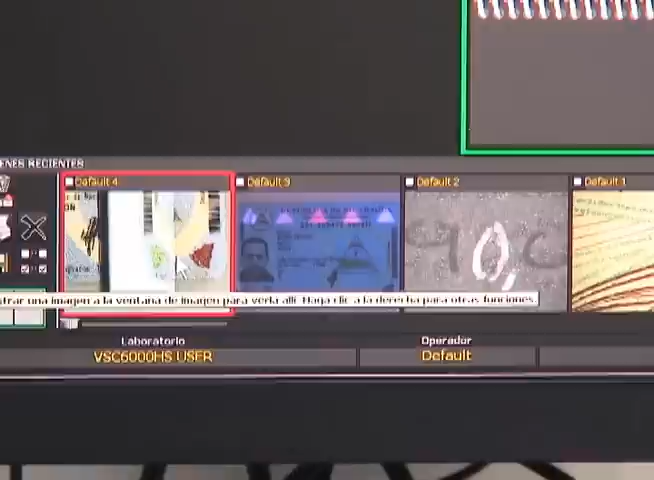 ENES RECIENTES
Default 4
Default 3
Default 2
Default 1
strar una imagen a la ventana de imagen para verla allí. Haga clic a la derecha para otras funciones.
Laboratorio
Operador
VSC6000HS USER
Default